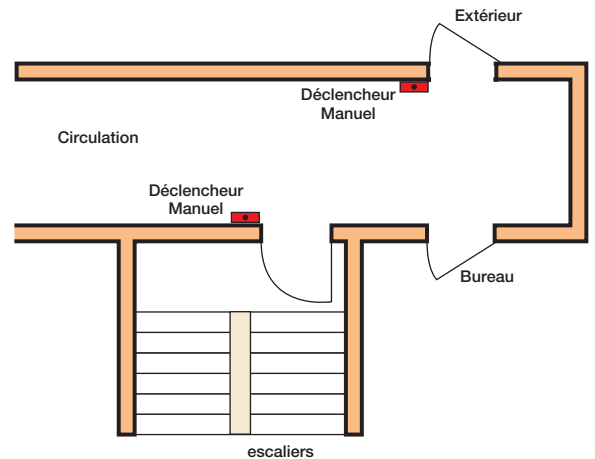 Extérieur
Déclencheur
Manuel
Circulation
Déclencheur
Manuel
Bureau
escaliers